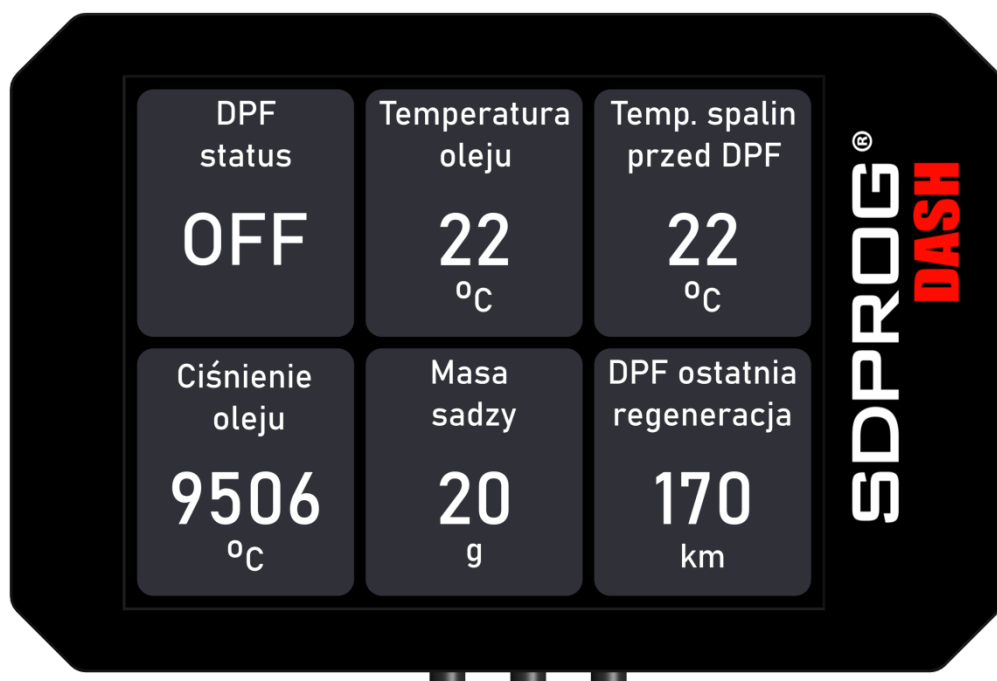 DPF
status
OFF
Temperatura
oleju
22
ºC
Temp. spalin
przed DPF
22
ºC
Ciśnienie
oleju
9506
ºC
Masa
sadzy
20
g
DPF ostatnia
regeneracja
170
km
SDPROG®
DASH